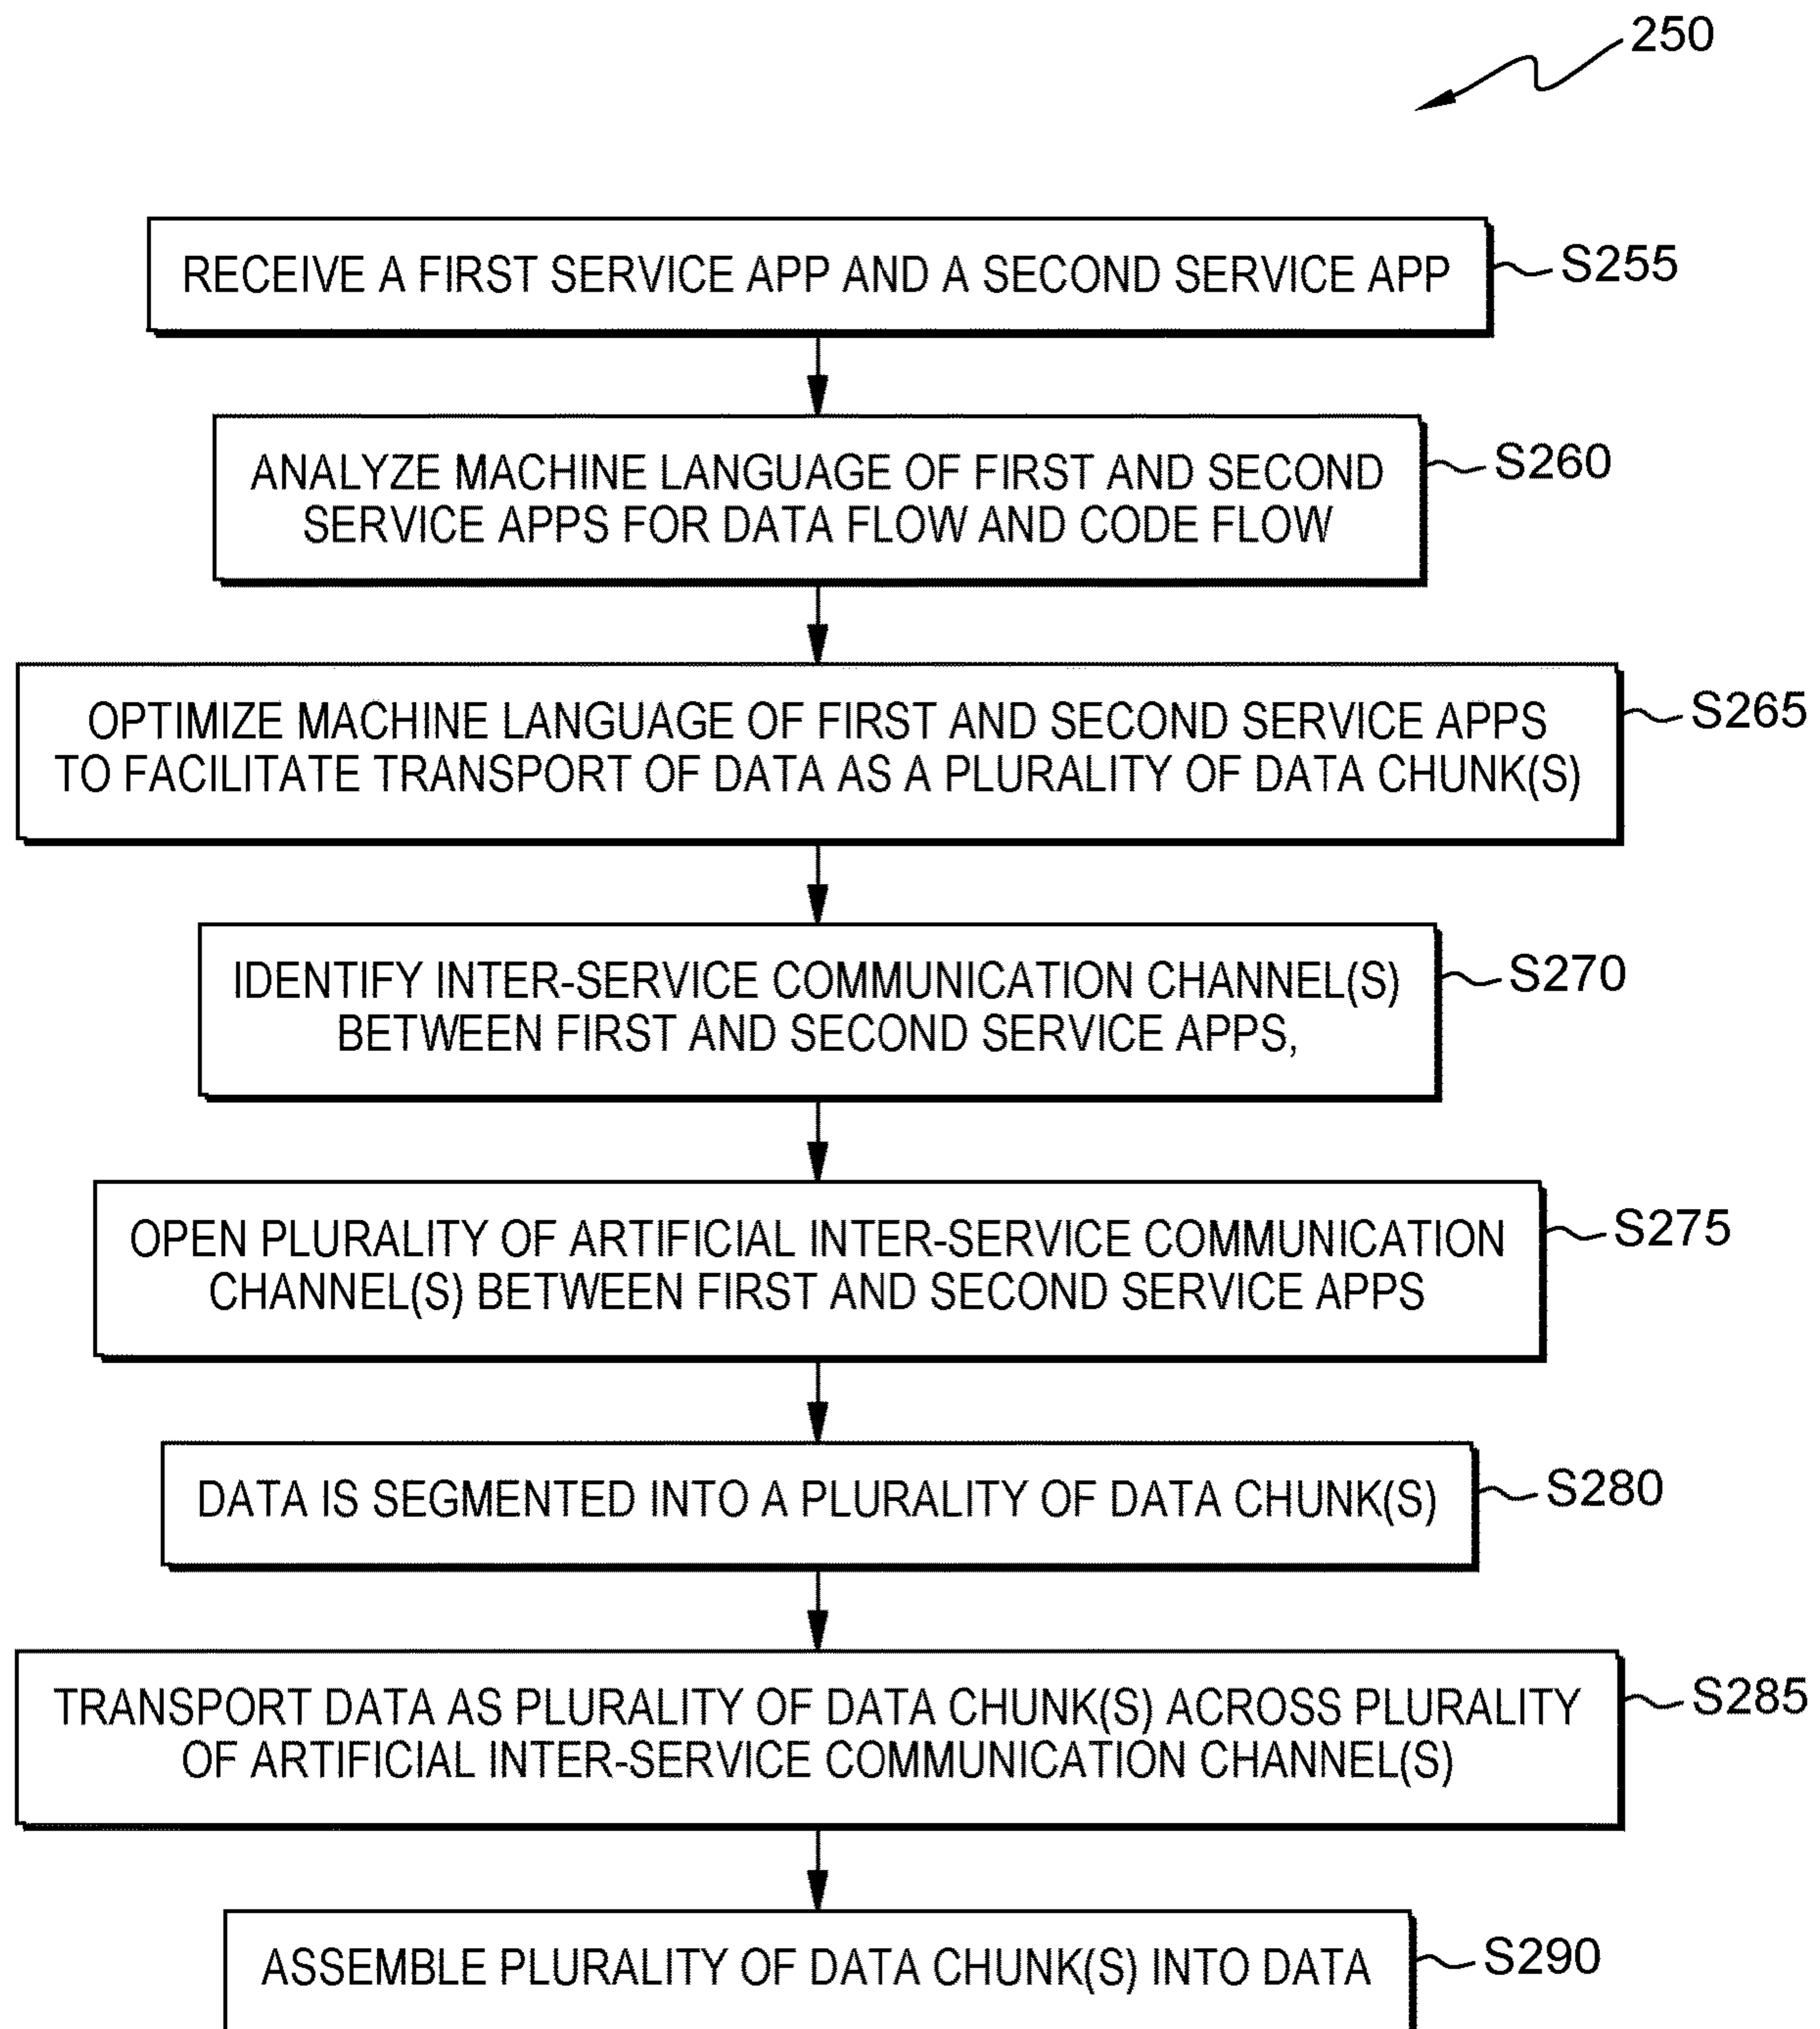 250
RECEIVE A FIRST SERVICE APP AND A SECOND SERVICE APP
S255
ANALYZE MACHINE LANGUAGE OF FIRST AND SECOND
SERVICE APPS FOR DATA FLOW AND CODE FLOW
S260
OPTIMIZE MACHINE LANGUAGE OF FIRST AND SECOND SERVICE APPS
TO FACILITATE TRANSPORT OF DATA AS A PLURALITY OF DATA CHUNK(S)
S265
IDENTIFY INTER-SERVICE COMMUNICATION CHANNEL(S)
BETWEEN FIRST AND SECOND SERVICE APPS,
S270
OPEN PLURALITY OF ARTIFICIAL INTER-SERVICE COMMUNICATION
CHANNEL(S) BETWEEN FIRST AND SECOND SERVICE APPS
S275
DATA IS SEGMENTED INTO A PLURALITY OF DATA CHUNK(S)
S280
TRANSPORT DATA AS PLURALITY OF DATA CHUNK(S) ACROSS PLURALITY
OF ARTIFICIAL INTER-SERVICE COMMUNICATION CHANNEL(S)
S285
ASSEMBLE PLURALITY OF DATA CHUNK(S) INTO DATA
S290